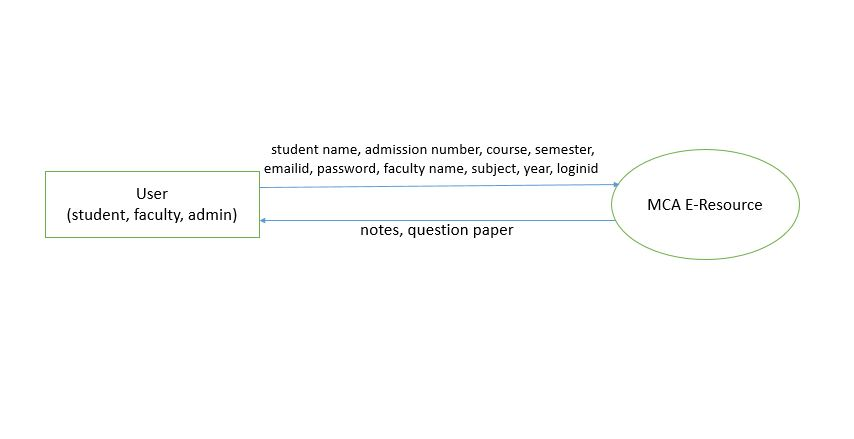 student name, admission number, course, semester,
emailid, password, faculty name, subject, year, loginid
User
(student, faculty, admin)
MCA E-Resource
notes, question paper